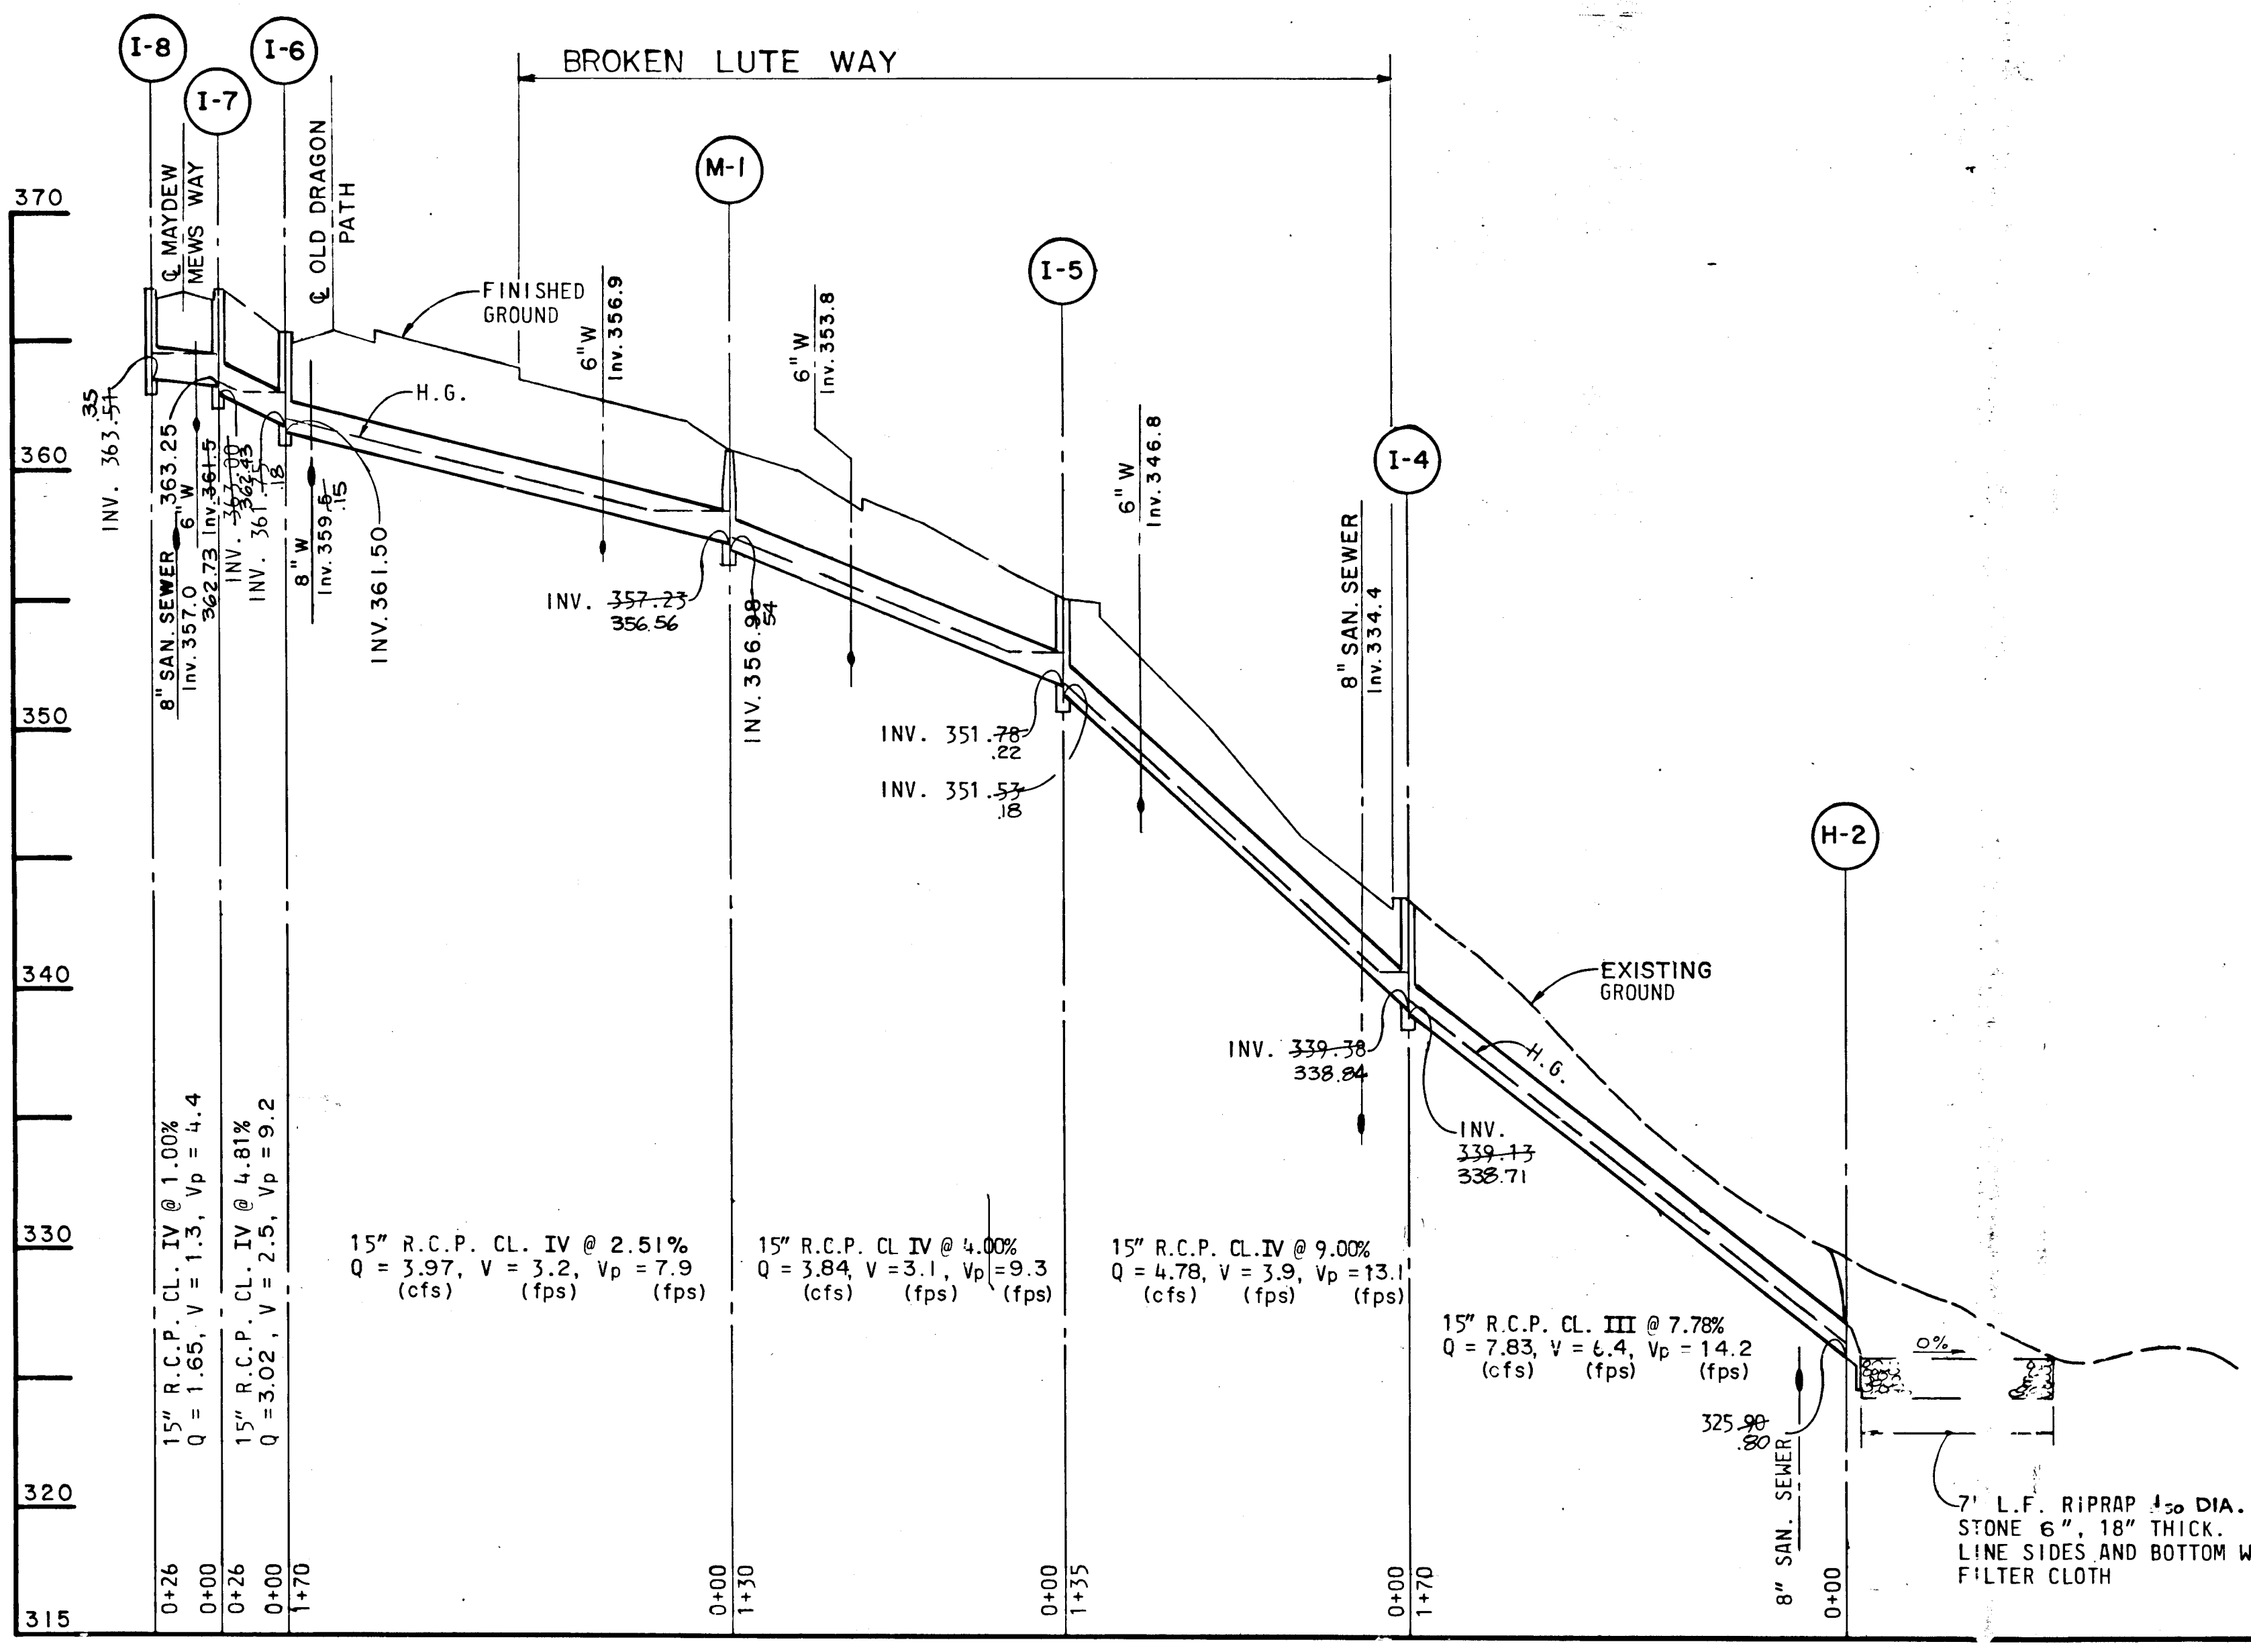 I-8
I-7
I-6
BROKEN LUTE WAY
M-1
I-5
I-4
H-2
370
360
350
340
330
320
315
℄ MAYDEW
MEWS WAY
℄ OLD DRAGON
PATH
FINISHED
GROUND
H.G.
6" W
Inv. 356.9
6" W
Inv. 353.8
6" W
Inv. 346.8
8" SAN. SEWER
Inv. 334.4
INV. 363.51
.35
363.25
8" SAN. SEWER
Inv. 357.0
6" W
Inv. 361.5
362.73
INV. 363.00
362.43
INV. 361.75
.18
8" W
Inv. 359.5
.15
INV. 361.50
INV. 357.23
356.56
INV. 356.98
54
INV. 351.78
.22
INV. 351.53
.18
INV. 339.38
338.84
INV.
339.13
338.71
EXISTING
GROUND
H.G.
15" R.C.P. CL. IV @ 1.00%
Q = 1.65, V = 1.3, Vp = 4.4
15" R.C.P. CL. IV @ 4.81%
Q = 3.02, V = 2.5, Vp = 9.2
15" R.C.P. CL. IV @ 2.51%
Q = 3.97, V = 3.2, Vp = 7.9
(cfs) (fps) (fps)
15" R.C.P. CL IV @ 4.00%
Q = 3.84, V = 3.1, Vp = 9.3
(cfs) (fps) (fps)
15" R.C.P. CL. IV @ 9.00%
Q = 4.78, V = 3.9, Vp = 13.1
(cfs) (fps) (fps)
15" R.C.P. CL. III @ 7.78%
Q = 7.83, V = 6.4, Vp = 14.2
(cfs) (fps) (fps)
0%
325.90
.80
8" SAN. SEWER
7' L.F. RIPRAP d50 DIA.
STONE 6", 18" THICK.
LINE SIDES AND BOTTOM W
FILTER CLOTH
0+26
0+00
0+26
0+00
1+70
0+00
1+30
0+00
1+35
0+00
1+70
0+00